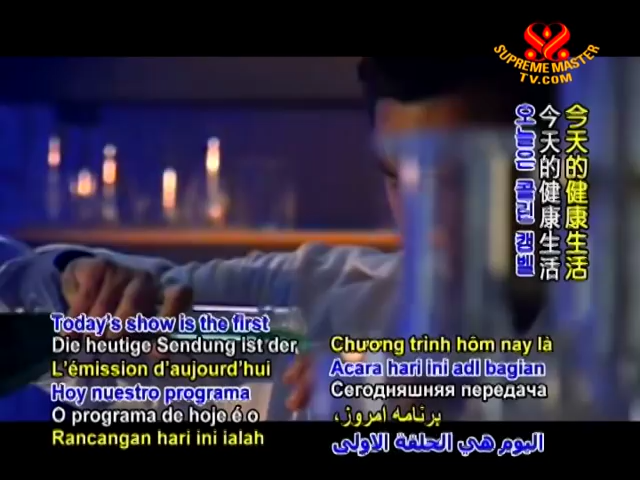 SUPREME MASTER
TV.COM
今天的健康生活
今天的健康生活
오늘은 콜린 캠벨
Today's show is the first
Die heutige Sendung ist der
L'émission d'aujourd'hui
Hoy nuestro programa
O programa de hoje é o
Rancangan hari ini ialah
Chương trình hôm nay là
Acara hari ini adl bagian
Сегодняшняя передача
برنامه امروز،
اليوم هي الحلقة الاولى